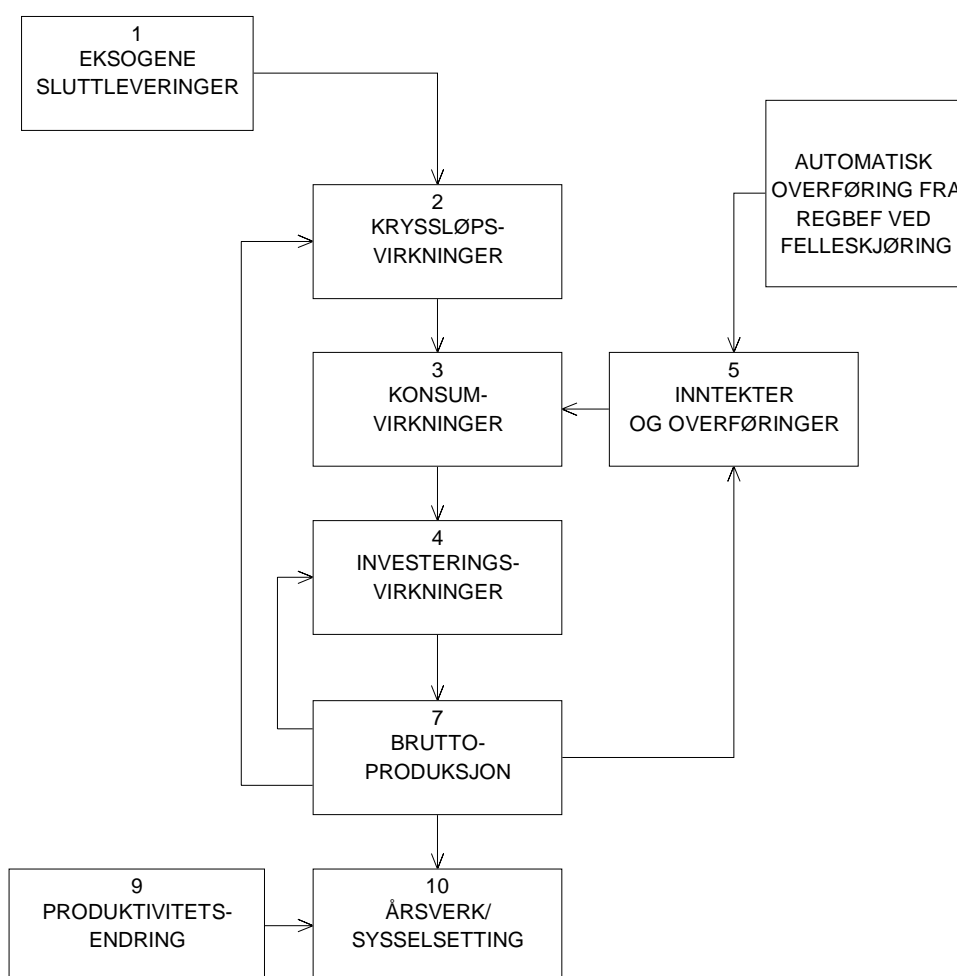 1
EKSOGENE
SLUTTLEVERINGER
AUTOMATISK
OVERFØRING FRA
REGBEF VED
FELLESKJØRING
2
KRYSSLØPS-
VIRKNINGER
3
KONSUM-
VIRKNINGER
5
INNTEKTER
OG OVERFØRINGER
4
INVESTERINGS-
VIRKNINGER
7
BRUTTO-
PRODUKSJON
9
PRODUKTIVITETS-
ENDRING
10
ÅRSVERK/
SYSSELSETTING